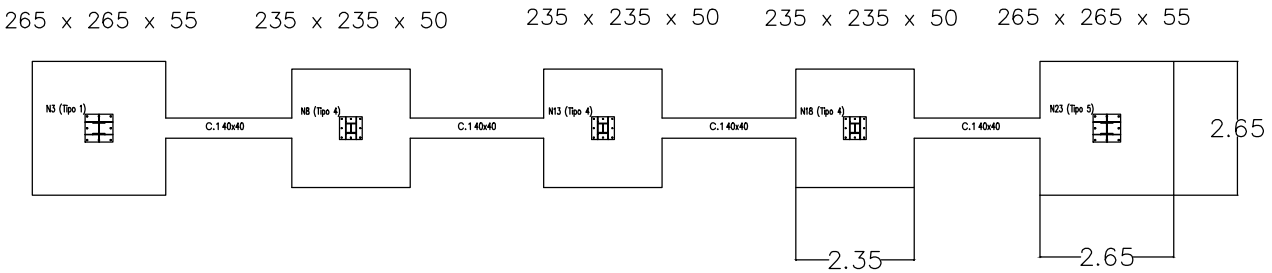 265 x 265 x 55
235 x 235 x 50
235 x 235 x 50
235 x 235 x 50
265 x 265 x 55
N3 (Tipo 1)
N8 (Tipo 4)
N13 (Tipo 4)
N18 (Tipo 4)
N23 (Tipo 5)
C.1 40x40
C.1 40x40
C.1 40x40
C.1 40x40
2.65
2.35
2.65